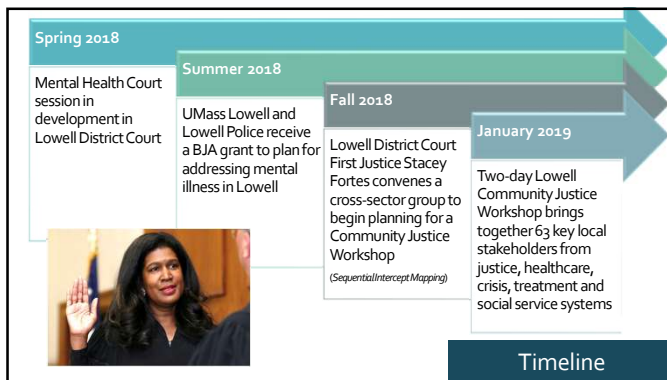 Spring 2018
Mental Health Court
session in
development in
Lowell District Court
Summer 2018
UMass Lowell and
Lowell Police receive
a BJA grant to plan for
addressing mental
illness in Lowell
Fall 2018
Lowell District Court
First Justice Stacey
Fortes convenes a
cross-sector group to
begin planning for a
Community Justice
Workshop
(Sequential Intercept Mapping)
January 2019
Two-day Lowell
Community Justice
Workshop brings
together 63 key local
stakeholders from
justice, healthcare,
crisis, treatment and
social service systems
Timeline